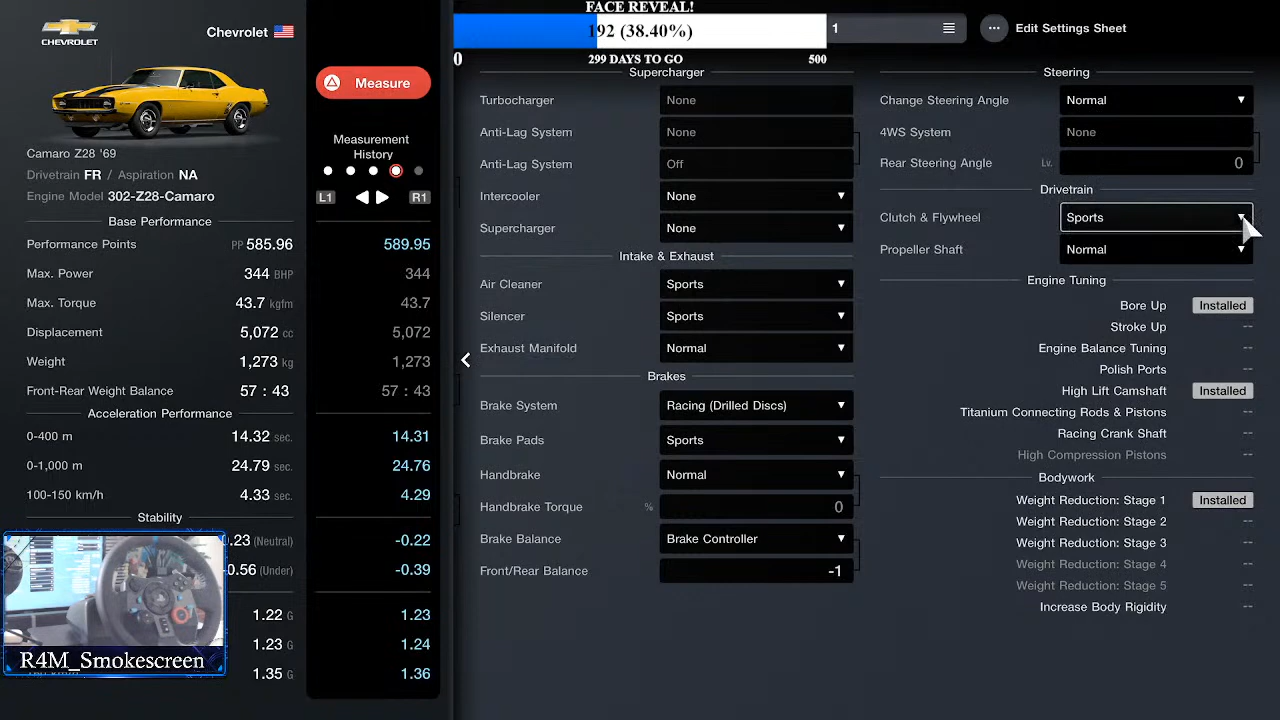 FACE REVEAL!
192 (38.40%)
0 299 DAYS TO GO 500
1
Edit Settings Sheet
CHEVROLET
Chevrolet
Measure
Measurement
History
L1 R1
Camaro Z28 '69
Drivetrain FR / Aspiration NA
Engine Model 302-Z28-Camaro
Base Performance
Performance Points PP 585.96 589.95
Max. Power 344 BHP 344
Max. Torque 43.7 kgfm 43.7
Displacement 5,072 cc 5,072
Weight 1,273 kg 1,273
Front-Rear Weight Balance 57 : 43 57 : 43
Acceleration Performance
0-400 m 14.32 sec. 14.31
0-1,000 m 24.79 sec. 24.76
100-150 km/h 4.33 sec. 4.29
Stability
.23 (Neutral) -0.22
-0.56 (Under) -0.39
1.22 G 1.23
1.23 G 1.24
1.35 G 1.36
R4M_Smokescreen
Supercharger
Turbocharger None
Anti-Lag System None
Anti-Lag System Off
Intercooler None
Supercharger None
Intake & Exhaust
Air Cleaner Sports
Silencer Sports
Exhaust Manifold Normal
Brakes
Brake System Racing (Drilled Discs)
Brake Pads Sports
Handbrake Normal
Handbrake Torque % 0
Brake Balance Brake Controller
Front/Rear Balance -1
Steering
Change Steering Angle Normal
4WS System None
Rear Steering Angle Lv. 0
Drivetrain
Clutch & Flywheel Sports
Propeller Shaft Normal
Engine Tuning
Bore Up Installed
Stroke Up --
Engine Balance Tuning --
Polish Ports --
High Lift Camshaft Installed
Titanium Connecting Rods & Pistons --
Racing Crank Shaft --
High Compression Pistons --
Bodywork
Weight Reduction: Stage 1 Installed
Weight Reduction: Stage 2 --
Weight Reduction: Stage 3 --
Weight Reduction: Stage 4 --
Weight Reduction: Stage 5 --
Increase Body Rigidity --